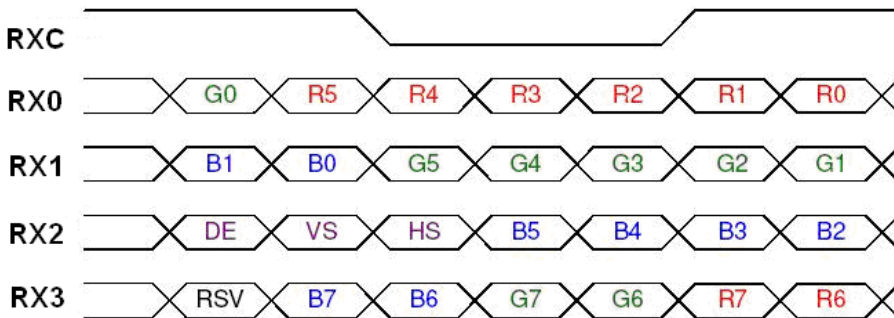 RXC
RX0 G0 R5 R4 R3 R2 R1 R0
RX1 B1 B0 G5 G4 G3 G2 G1
RX2 DE VS HS B5 B4 B3 B2
RX3 RSV B7 B6 G7 G6 R7 R6